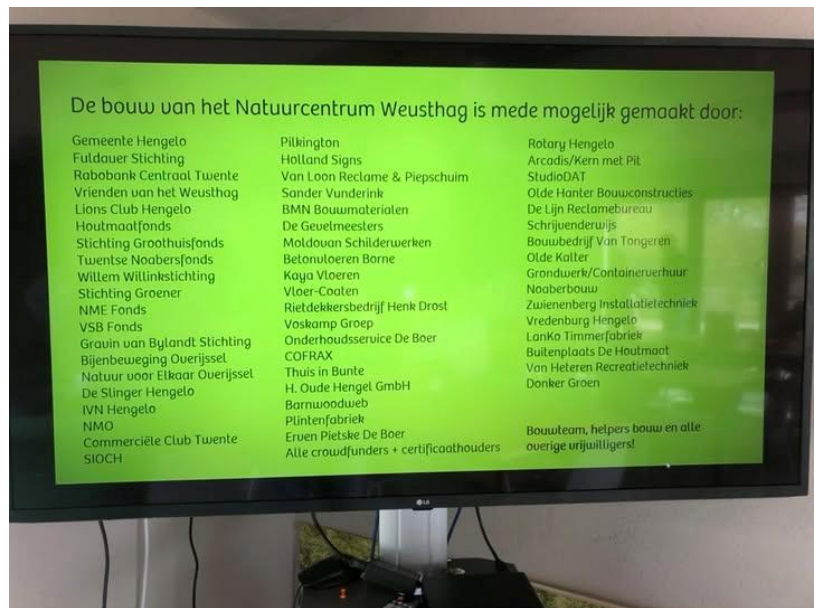 De bouw van het Natuurcentrum Weusthag is mede mogelijk gemaakt door:
Gemeente Hengelo
Fuldauer Stichting
Rabobank Centraal Twente
Vrienden van het Weusthag
Lions Club Hengelo
Houtmaatfonds
Stichting Groothuisfonds
Twentse Noabersfonds
Willem Willinkstichting
Stichting Groener
NME Fonds
VSB Fonds
Gravin van Bylandt Stichting
Bijenbeweging Overijssel
Natuur voor Elkaar Overijssel
De Slinger Hengelo
IVN Hengelo
NMO
Commerciële Club Twente
SIOCH
Pilkington
Holland Signs
Van Loon Reclame & Piepschuim
Sander Vunderink
BMN Bouwmaterialen
De Gevelmeesters
Moldovan Schilderwerken
Betonvloeren Borne
Kaya Vloeren
Vloer-Coaten
Rietdekkersbedrijf Henk Drost
Voskamp Groep
Onderhoudsservice De Boer
COFRAX
Thuis in Bunte
H. Oude Hengel GmbH
Barnwoodweb
Plintenfabriek
Erven Pietske De Boer
Alle crowdfunders + certificaathouders
Rotary Hengelo
Arcadis/Kern met Pit
StudioDAT
Olde Hanter Bouwconstructies
De Lijn Reclamebureau
Schrijvenderwijs
Bouwbedrijf Van Tongeren
Olde Kalter
Grondwerk/Containerverhuur
Noaberbouw
Zwienenberg Installatietechniek
Vredenburg Hengelo
LanKo Timmerfabriek
Buitenplaats De Houtmaat
Van Heteren Recreatietechniek
Donker Groen
Bouwteam, helpers bouw en alle
overige vrijwilligers!
LG